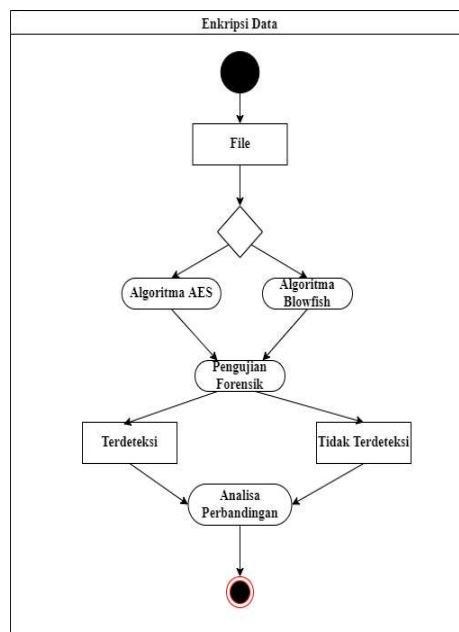 Enkripsi Data
File
Algoritma AES
Algoritma
Blowfish
Pengujian
Forensik
Terdeteksi
Tidak Terdeteksi
Analisa
Perbandingan